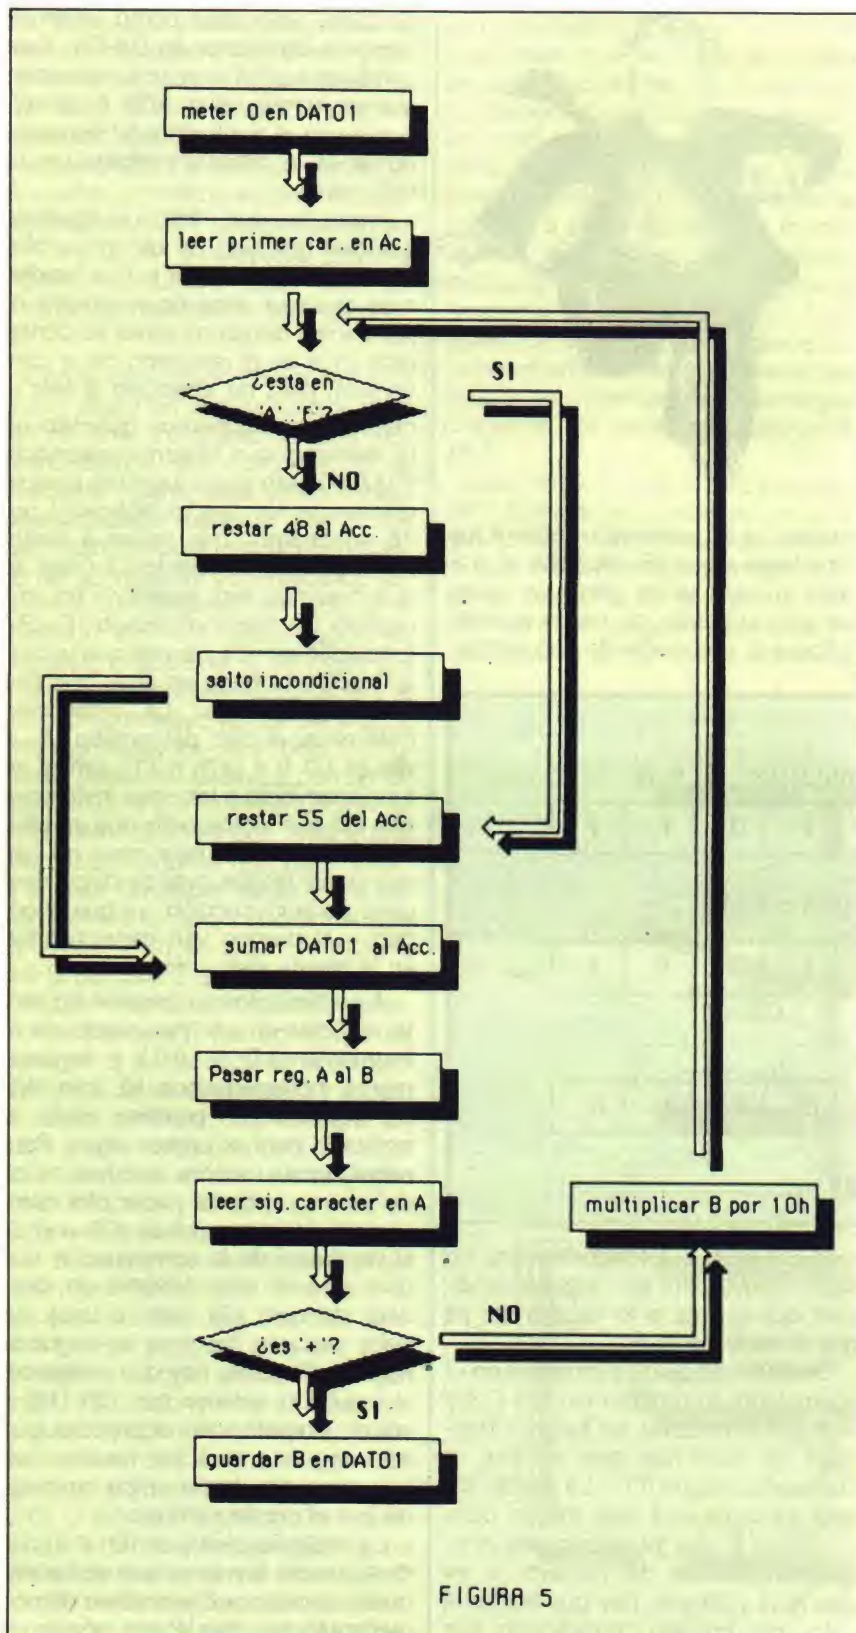 meter 0 en DATO1
leer primer car. en Ac.
¿esta en
'A'..'F'?
SI
NO
restar 48 al Acc.
salto incondicional
restar 55 del Acc.
sumar DATO1 al Acc.
Pasar reg. A al B
leer sig. caracter en A
multiplicar B por 10h
¿es '+'?
NO
SI
guardar B en DATO1
FIGURA 5